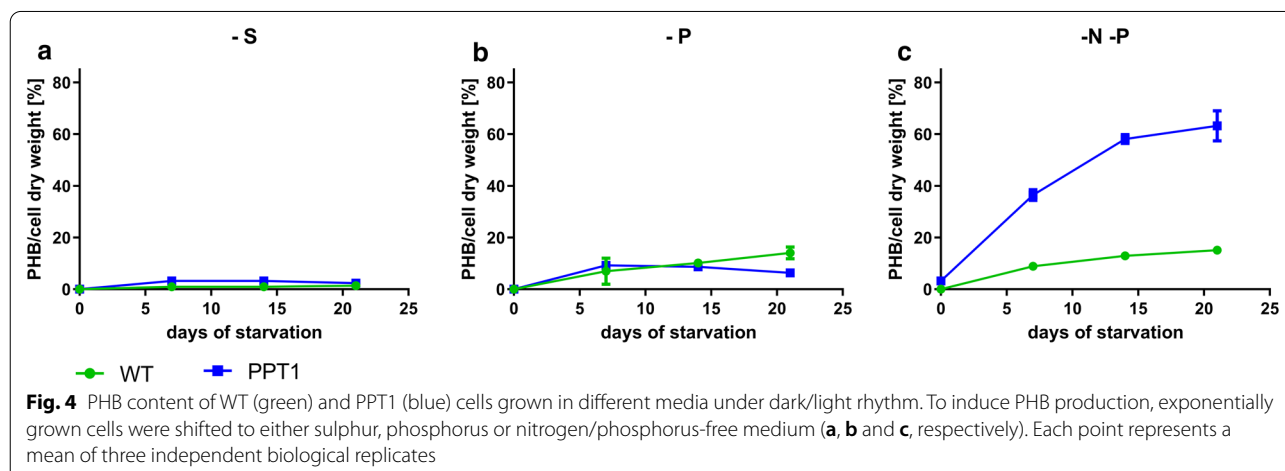 a
- S
PHB/cell dry weight [%]
80
60
40
20
0
0 5 10 15 20 25
days of starvation
b
- P
PHB/cell dry weight [%]
80
60
40
20
0
0 5 10 15 20 25
days of starvation
c
-N -P
PHB/cell dry weight [%]
80
60
40
20
0
0 5 10 15 20 25
days of starvation
WT PPT1
Fig. 4 PHB content of WT (green) and PPT1 (blue) cells grown in different media under dark/light rhythm. To induce PHB production, exponentially
grown cells were shifted to either sulphur, phosphorus or nitrogen/phosphorus-free medium (a, b and c, respectively). Each point represents a
mean of three independent biological replicates